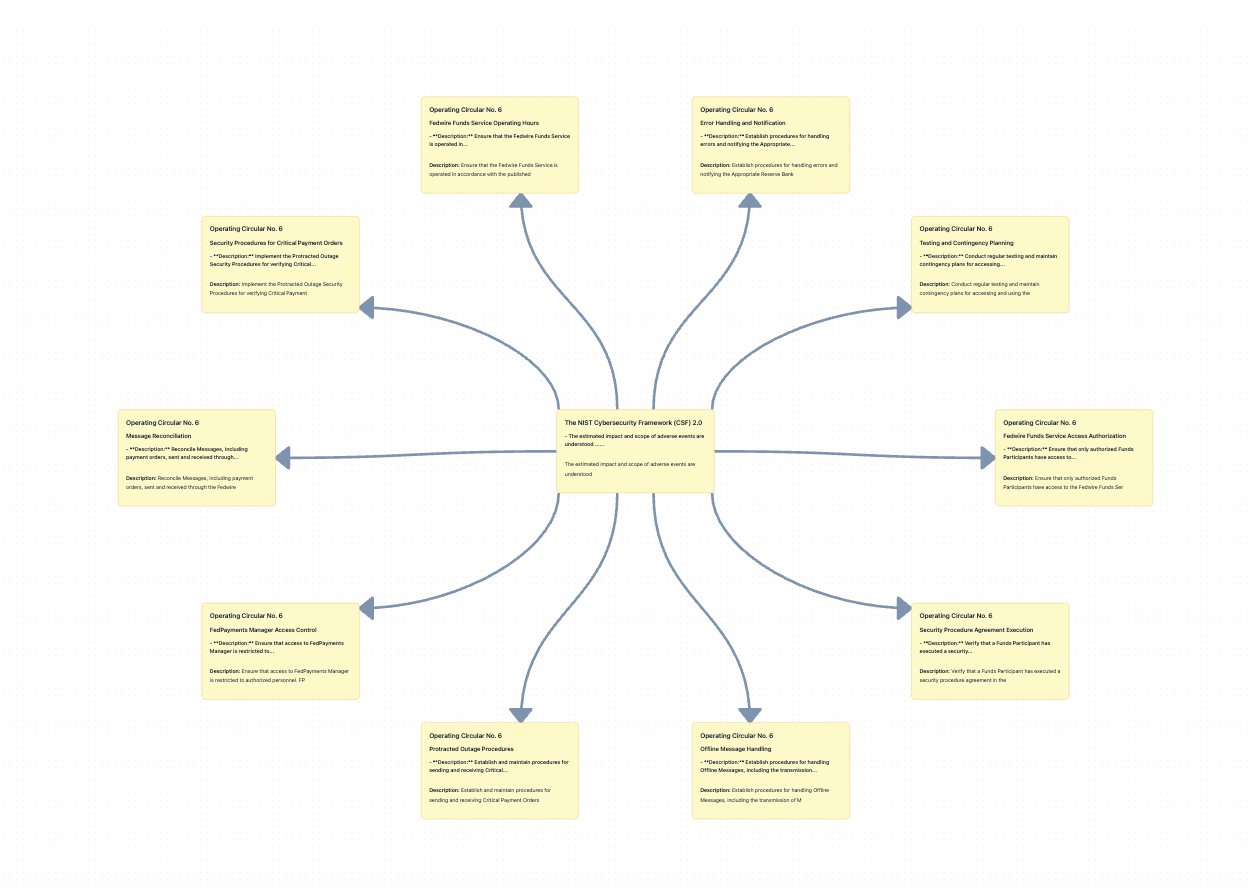 Operating Circular No. 6
Fedwire Funds Service Operating Hours
- **Description:** Ensure that the Fedwire Funds Service
is operated in...
Description: Ensure that the Fedwire Funds Service is
operated in accordance with the published
Operating Circular No. 6
Error Handling and Notification
- **Description:** Establish procedures for handling
errors and notifying the Appropriate...
Description: Establish procedures for handling errors and
notifying the Appropriate Reserve Bank
Operating Circular No. 6
Security Procedures for Critical Payment Orders
- **Description:** Implement the Protracted Outage
Security Procedures for verifying Critical...
Description: Implement the Protracted Outage Security
Procedures for verifying Critical Payment
Operating Circular No. 6
Testing and Contingency Planning
- **Description:** Conduct regular testing and maintain
contingency plans for accessing...
Description: Conduct regular testing and maintain
contingency plans for accessing and using the
Operating Circular No. 6
Message Reconciliation
- **Description:** Reconcile Messages, including
payment orders, sent and received through...
Description: Reconcile Messages, including payment
orders, sent and received through the Fedwire
The NIST Cybersecurity Framework (CSF) 2.0
- The estimated impact and scope of adverse events are
understood ......
The estimated impact and scope of adverse events are
understood
Operating Circular No. 6
Fedwire Funds Service Access Authorization
- **Description:** Ensure that only authorized Funds
Participants have access to...
Description: Ensure that only authorized Funds
Participants have access to the Fedwire Funds Ser
Operating Circular No. 6
FedPayments Manager Access Control
- **Description:** Ensure that access to FedPayments
Manager is restricted to...
Description: Ensure that access to FedPayments Manager
is restricted to authorized personnel. FP
Operating Circular No. 6
Security Procedure Agreement Execution
- **Description:** Verify that a Funds Participant has
executed a security...
Description: Verify that a Funds Participant has executed a
security procedure agreement in the
Operating Circular No. 6
Protracted Outage Procedures
- **Description:** Establish and maintain procedures for
sending and receiving Critical...
Description: Establish and maintain procedures for
sending and receiving Critical Payment Orders
Operating Circular No. 6
Offline Message Handling
- **Description:** Establish procedures for handling
Offline Messages, including the transmission...
Description: Establish procedures for handling Offline
Messages, including the transmission of M